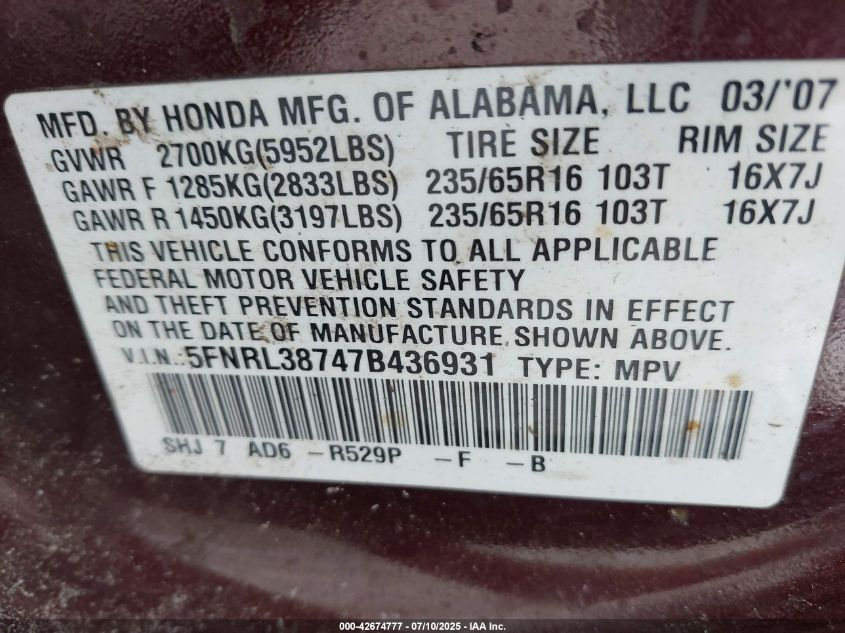 MFD. BY HONDA MFG. OF ALABAMA, LLC 03/'07
GVWR 2700KG(5952LBS) TIRE SIZE RIM SIZE
GAWR F 1285KG(2833LBS) 235/65R16 103T 16X7J
GAWR R 1450KG(3197LBS) 235/65R16 103T 16X7J
THIS VEHICLE CONFORMS TO ALL APPLICABLE
FEDERAL MOTOR VEHICLE SAFETY
AND THEFT PREVENTION STANDARDS IN EFFECT
ON THE DATE OF MANUFACTURE SHOWN ABOVE.
V.I.N.:5FNRL38747B436931 TYPE: MPV
SHJ 7 AD6 -R529P -F -B
000-42674777 - 07/10/2025 - IAA Inc.